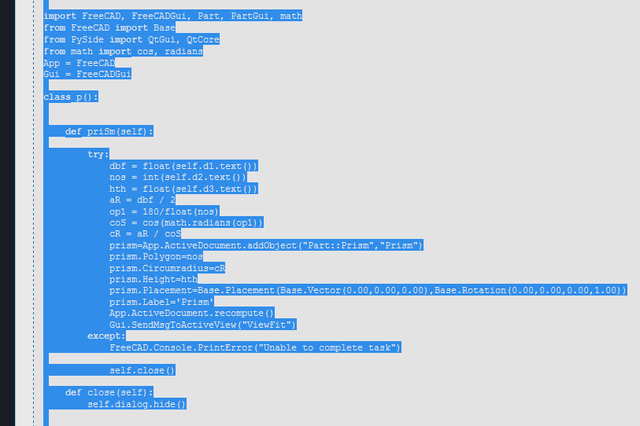 import FreeCAD, FreeCADGui, Part, PartGui, math
from FreeCAD import Base
from PySide import QtGui, QtCore
from math import cos, radians
App = FreeCAD
Gui = FreeCADGui
class p():
def priSm(self):
try:
dbf = float(self.d1.text())
nos = int(self.d2.text())
hth = float(self.d3.text())
aR = dbf / 2
op1 = 180/float(nos)
coS = cos(math.radians(op1))
cR = aR / coS
prism=App.ActiveDocument.addObject("Part::Prism","Prism")
prism.Polygon=nos
prism.Circumradius=cR
prism.Height=hth
prism.Placement=Base.Placement(Base.Vector(0.00,0.00,0.00),Base.Rotation(0.00,0.00,0.00,1.00))
prism.Label='Prism'
App.ActiveDocument.recompute()
Gui.SendMsgToActiveView("ViewFit")
except:
FreeCAD.Console.PrintError("Unable to complete task")
self.close()
def close(self):
self.dialog.hide()